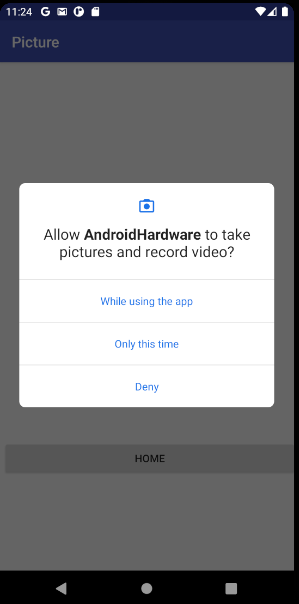 11:24
Picture
Allow AndroidHardware to take
pictures and record video?
While using the app
Only this time
Deny
HOME